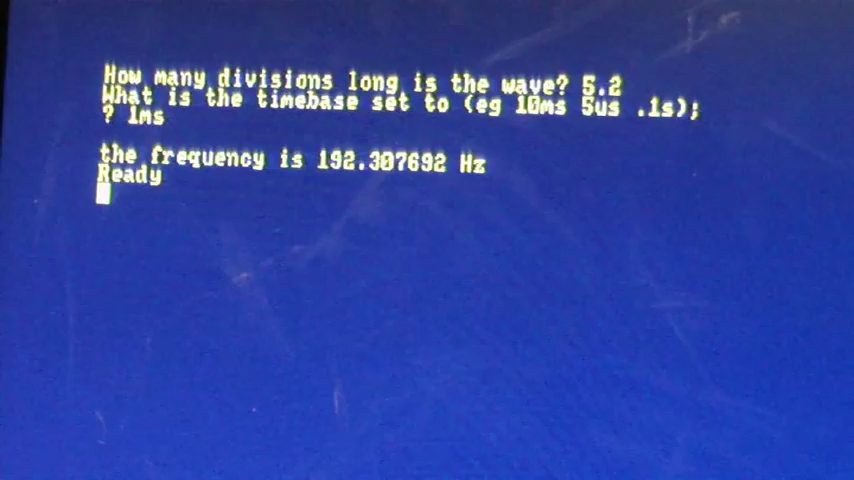 How many divisions long is the wave? 5.2
What is the timebase set to (eg 10ms 5us .1s);
? 1ms
the frequency is 192.307692 Hz
Ready